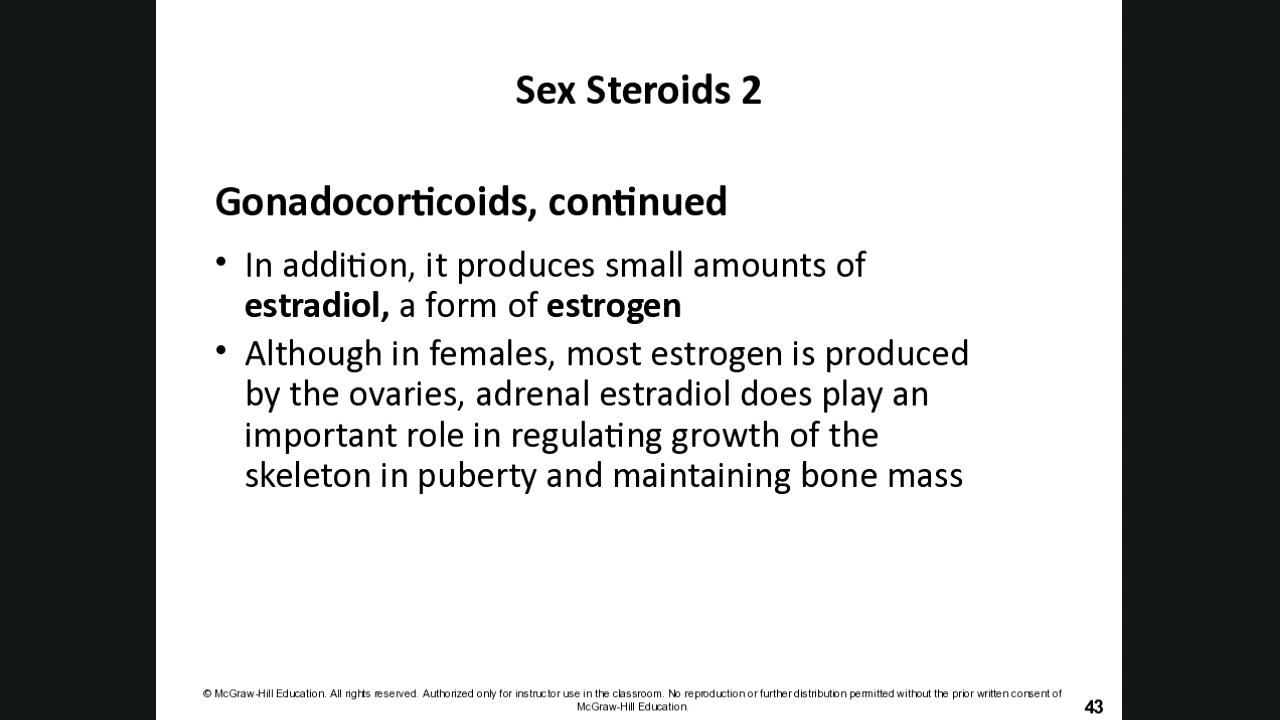 Sex Steroids 2
Gonadocorticoids, continued
• In addition, it produces small amounts of
estradiol, a form of estrogen
• Although in females, most estrogen is produced
by the ovaries, adrenal estradiol does play an
important role in regulating growth of the
skeleton in puberty and maintaining bone mass
© McGraw-Hill Education. All rights reserved. Authorized only for instructor use in the classroom. No reproduction or further distribution permitted without the prior written consent of
McGraw-Hill Education.
43